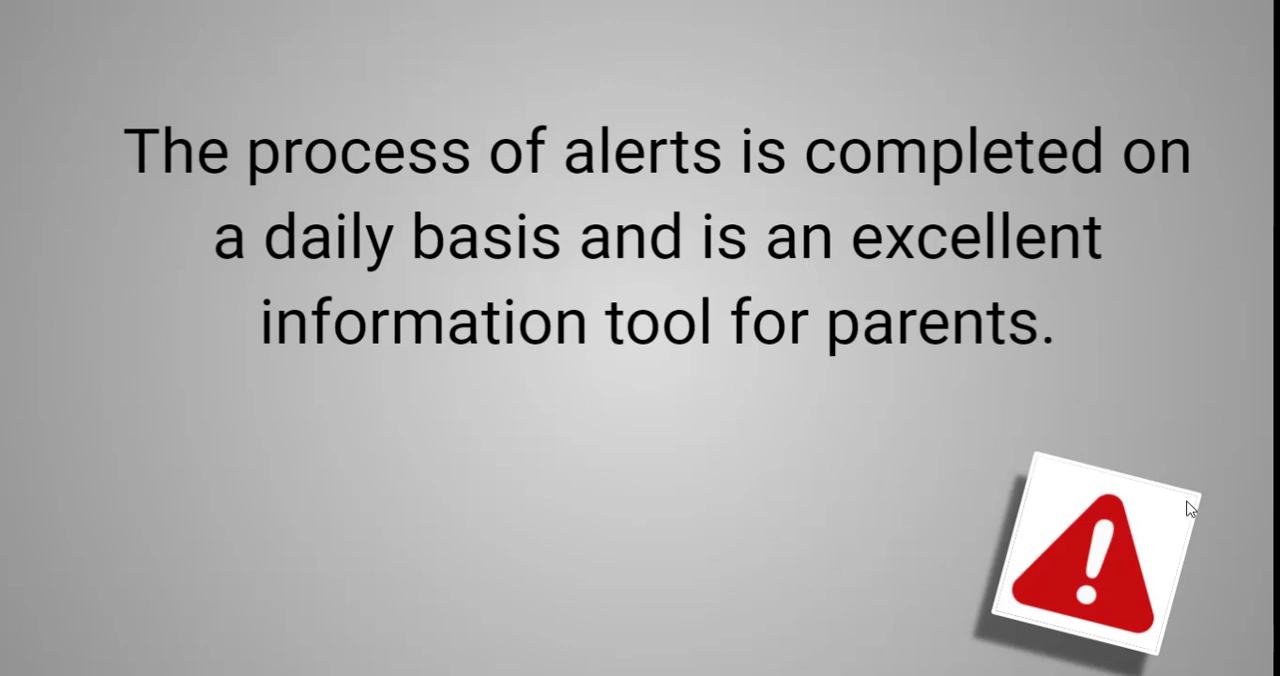 The process of alerts is completed on
a daily basis and is an excellent
information tool for parents.